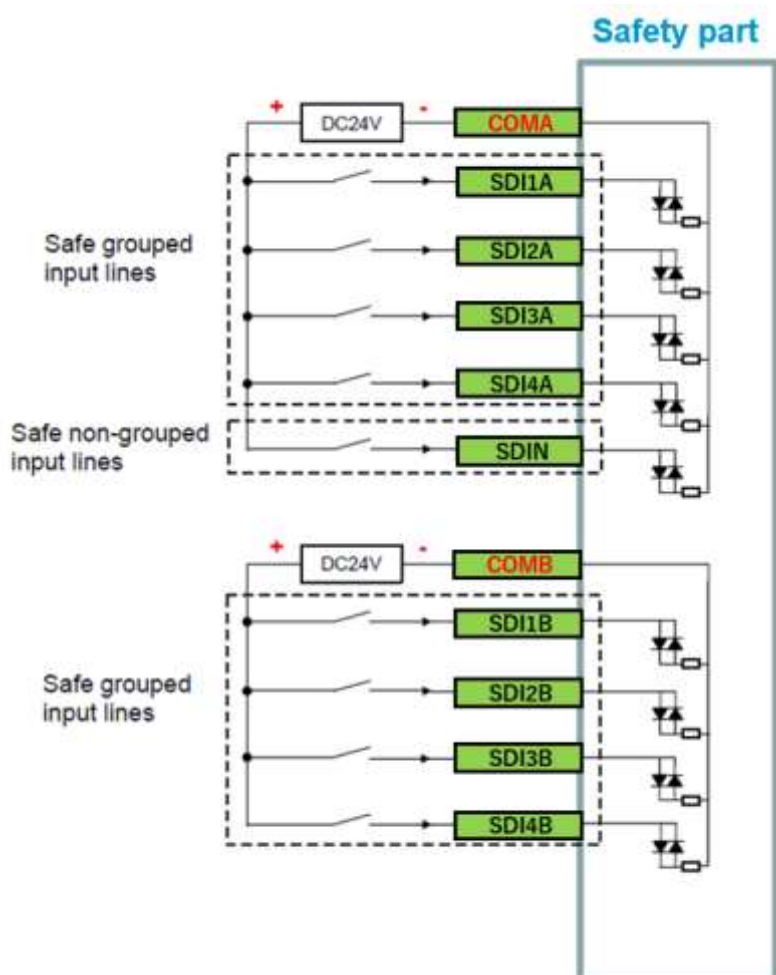 Safety part
+ DC24V - COMA
SDI1A
Safe grouped
input lines
SDI2A
SDI3A
SDI4A
Safe non-grouped
input lines
SDIN
+ DC24V - COMB
SDI1B
Safe grouped
input lines
SDI2B
SDI3B
SDI4B